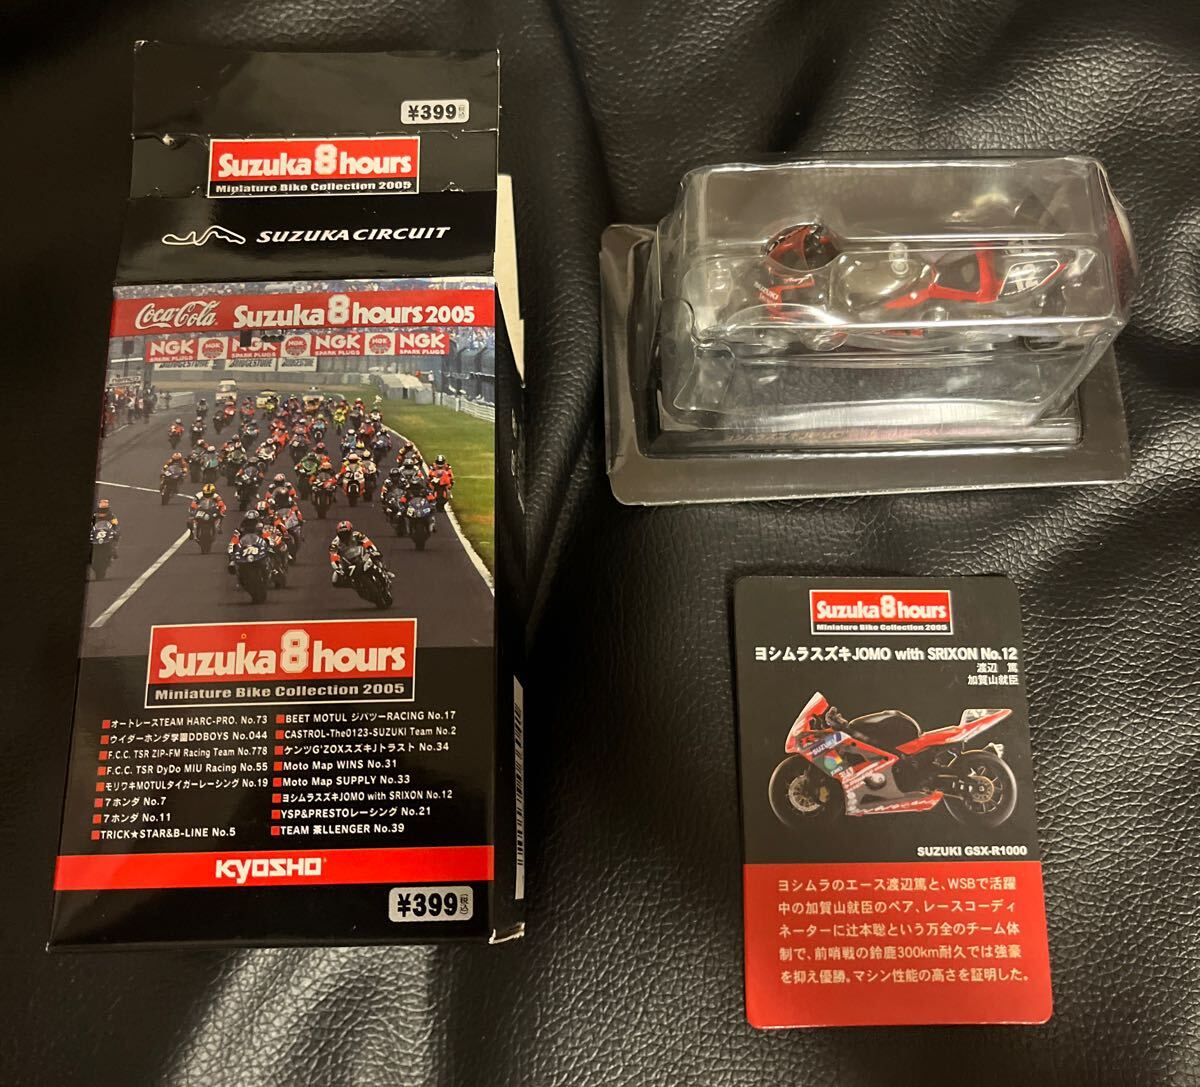 ¥399
Suzuka 8 hours
Miniature Bike Collection 2005
SUZUKA CIRCUIT
Coca-Cola Suzuka 8 hours 2005
NGK
SPARK PLUGS
NGK
SPARK PLUGS
BRIDGESTONE
Suzuka 8 hours
Miniature Bike Collection 2005
■オートレースTEAM HARC-PRO. No.73
■ウイダーホンダ学園DDBOYS No.044
■F.C.C. TSR ZIP-FM Racing Team No.778
■F.C.C. TSR DyDo MIU Racing No.55
■モリワキMOTULタイガーレーシング No.19
■7ホンダ No.7
■7ホンダ No.11
■TRICK★STAR&B-LINE No.5
■BEET MOTUL ジパツーRACING No.17
■CASTROL-The0123-SUZUKI Team No.2
■ケンツG'ZOXスズキJトラスト No.34
■Moto Map WINS No.31
■Moto Map SUPPLY No.33
■ヨシムラスズキJOMO with SRIXON No.12
■YSP&PRESTOレーシング No.21
■TEAM 茶LLENGER No.39
KYOSHO
¥399
SUZUKI
12
Suzuka 8 hours
Miniature Bike Collection 2005
ヨシムラスズキJOMO with SRIXON No.12
渡辺 篤
加賀山就臣
SUZUKI
SUZUKI GSX-R1000
ヨシムラのエース渡辺篤と、WSBで活躍
中の加賀山就臣のペア、レースコーディ
ネーターに辻本聡という万全のチーム体
制で、前哨戦の鈴鹿300km耐久では強豪
を抑え優勝。マシン性能の高さを証明した。